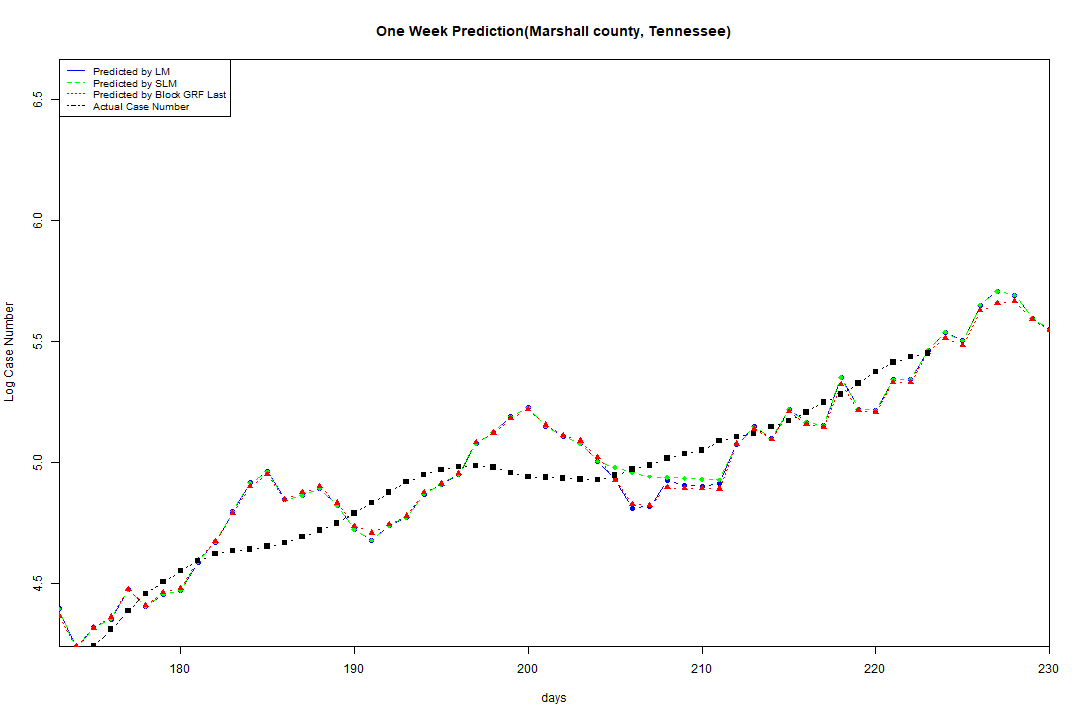 One Week Prediction(Marshall county, Tennessee)
Predicted by LM
Predicted by SLM
Predicted by Block GRF Last
Actual Case Number
6.5
6.0
5.5
5.0
4.5
Log Case Number
180 190 200 210 220 230
days